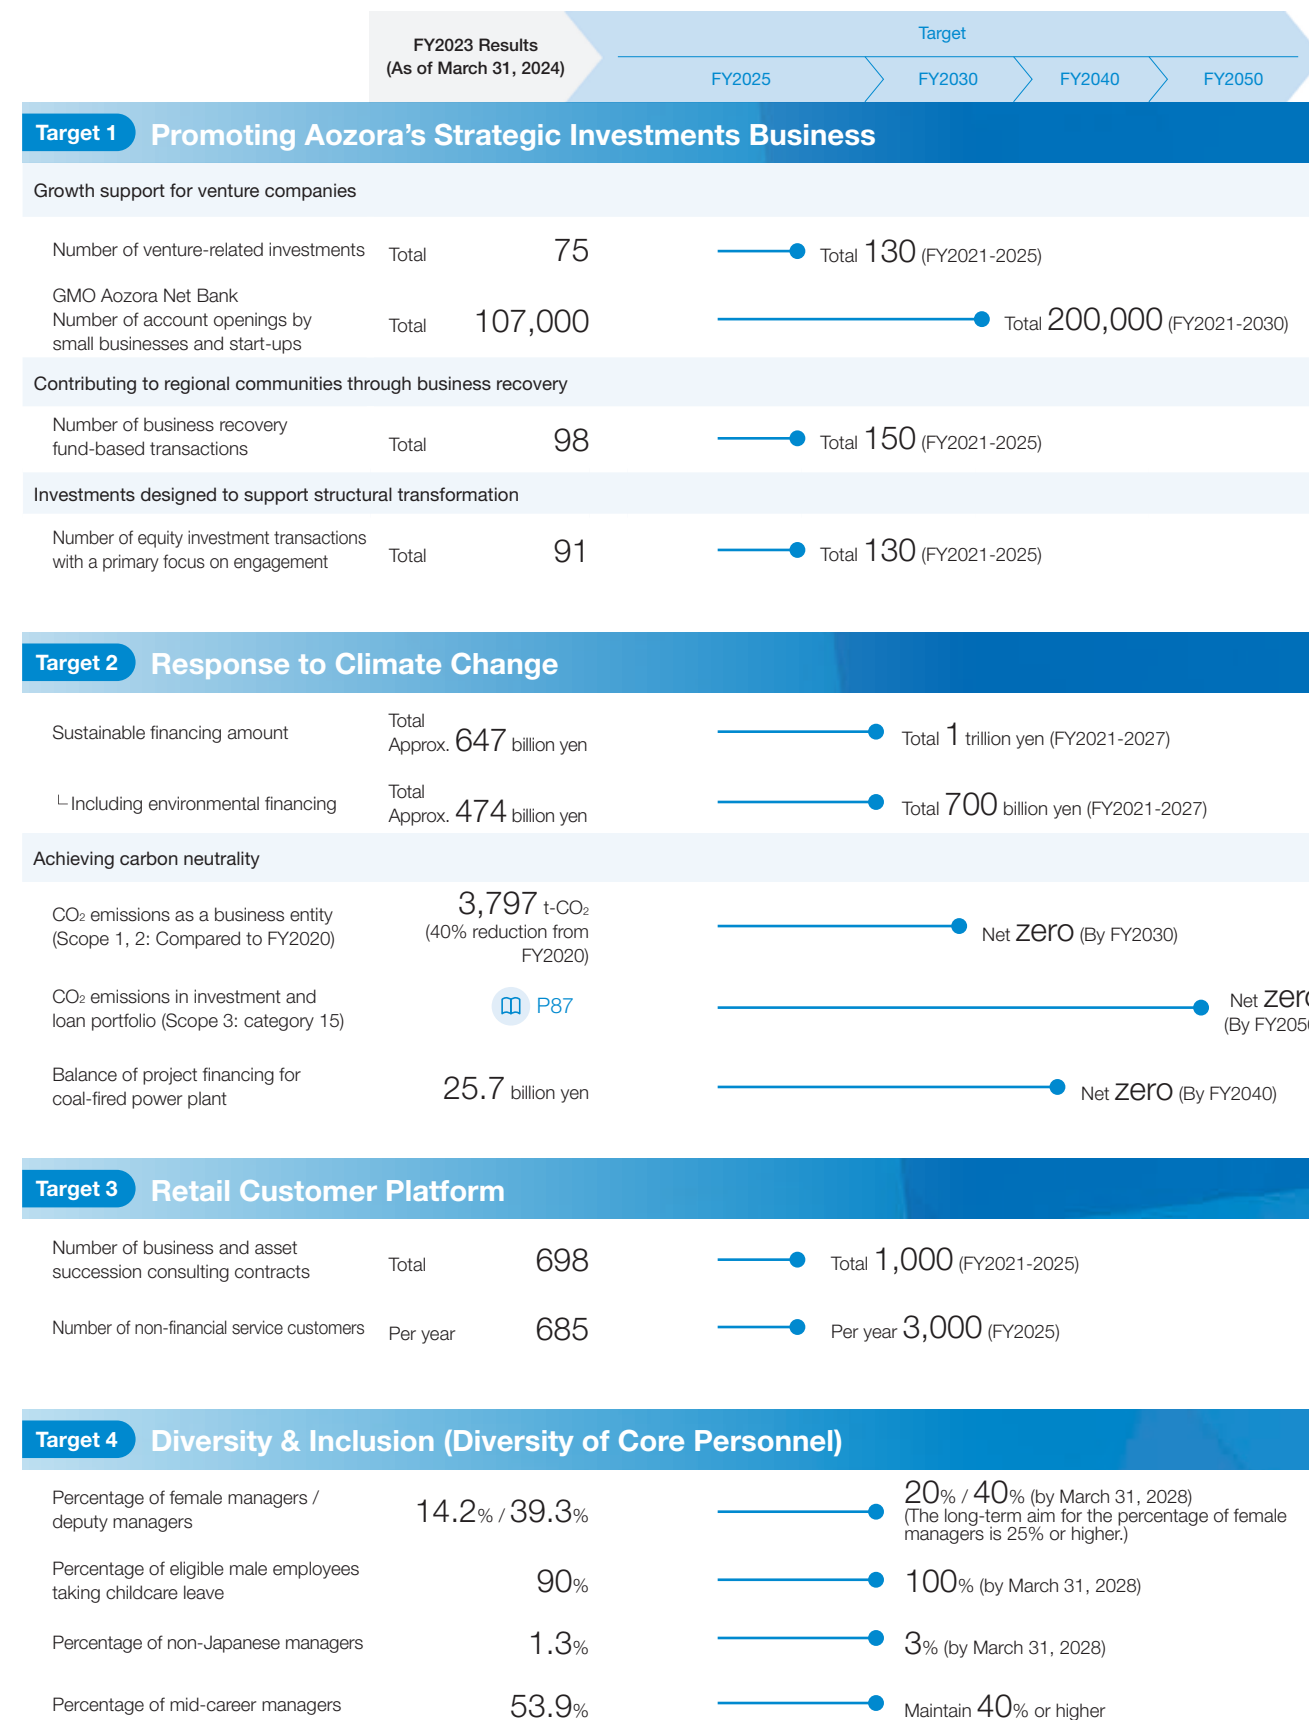 FY2023 Results
(As of March 31, 2024)
Target
FY2025
FY2030
FY2040
FY2050
Target 1 Promoting Aozora’s Strategic Investments Business
Growth support for venture companies
Number of venture-related investments Total 75 Total 130 (FY2021-2025)
GMO Aozora Net Bank
Number of account openings by
small businesses and start-ups
Total 107,000 Total 200,000 (FY2021-2030)
Contributing to regional communities through business recovery
Number of business recovery
fund-based transactions
Total 98 Total 150 (FY2021-2025)
Investments designed to support structural transformation
Number of equity investment transactions
with a primary focus on engagement
Total 91 Total 130 (FY2021-2025)
Target 2 Response to Climate Change
Sustainable financing amount
Total
Approx. 647 billion yen
Total 1 trillion yen (FY2021-2027)
└ Including environmental financing
Total
Approx. 474 billion yen
Total 700 billion yen (FY2021-2027)
Achieving carbon neutrality
CO₂ emissions as a business entity
(Scope 1, 2: Compared to FY2020)
3,797 t-CO₂
(40% reduction from
FY2020)
Net zero (By FY2030)
CO₂ emissions in investment and
loan portfolio (Scope 3: category 15)
P87
Net zero
(By FY205
Balance of project financing for
coal-fired power plant
25.7 billion yen
Net zero (By FY2040)
Target 3 Retail Customer Platform
Number of business and asset
succession consulting contracts
Total 698 Total 1,000 (FY2021-2025)
Number of non-financial service customers Per year 685 Per year 3,000 (FY2025)
Target 4 Diversity & Inclusion (Diversity of Core Personnel)
Percentage of female managers /
deputy managers
14.2% / 39.3%
20% / 40% (by March 31, 2028)
(The long-term aim for the percentage of female
managers is 25% or higher.)
Percentage of eligible male employees
taking childcare leave
90%
100% (by March 31, 2028)
Percentage of non-Japanese managers 1.3% 3% (by March 31, 2028)
Percentage of mid-career managers 53.9% Maintain 40% or higher